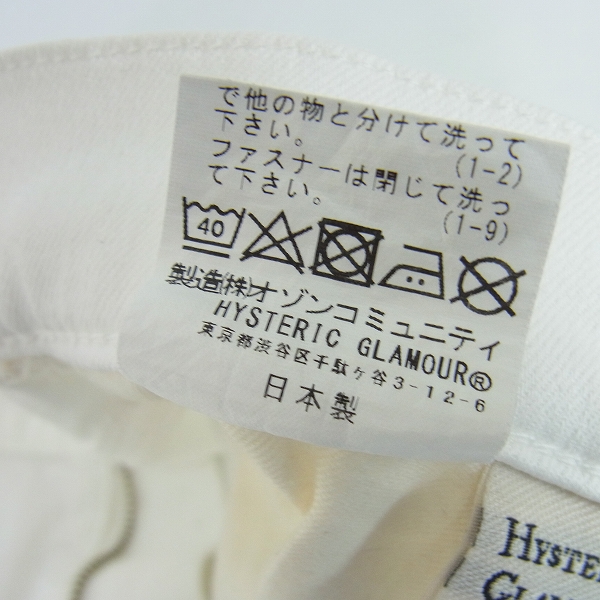 で他の物と分けて洗って
下さい。 (1-2)
ファスナーは閉じて洗っ
て下さい。 (1-9)
40
製造(株)オゾンコミュニティ
HYSTERIC GLAMOUR®
東京都渋谷区千駄ケ谷3-12-6
日本製
HYSTE
GLA